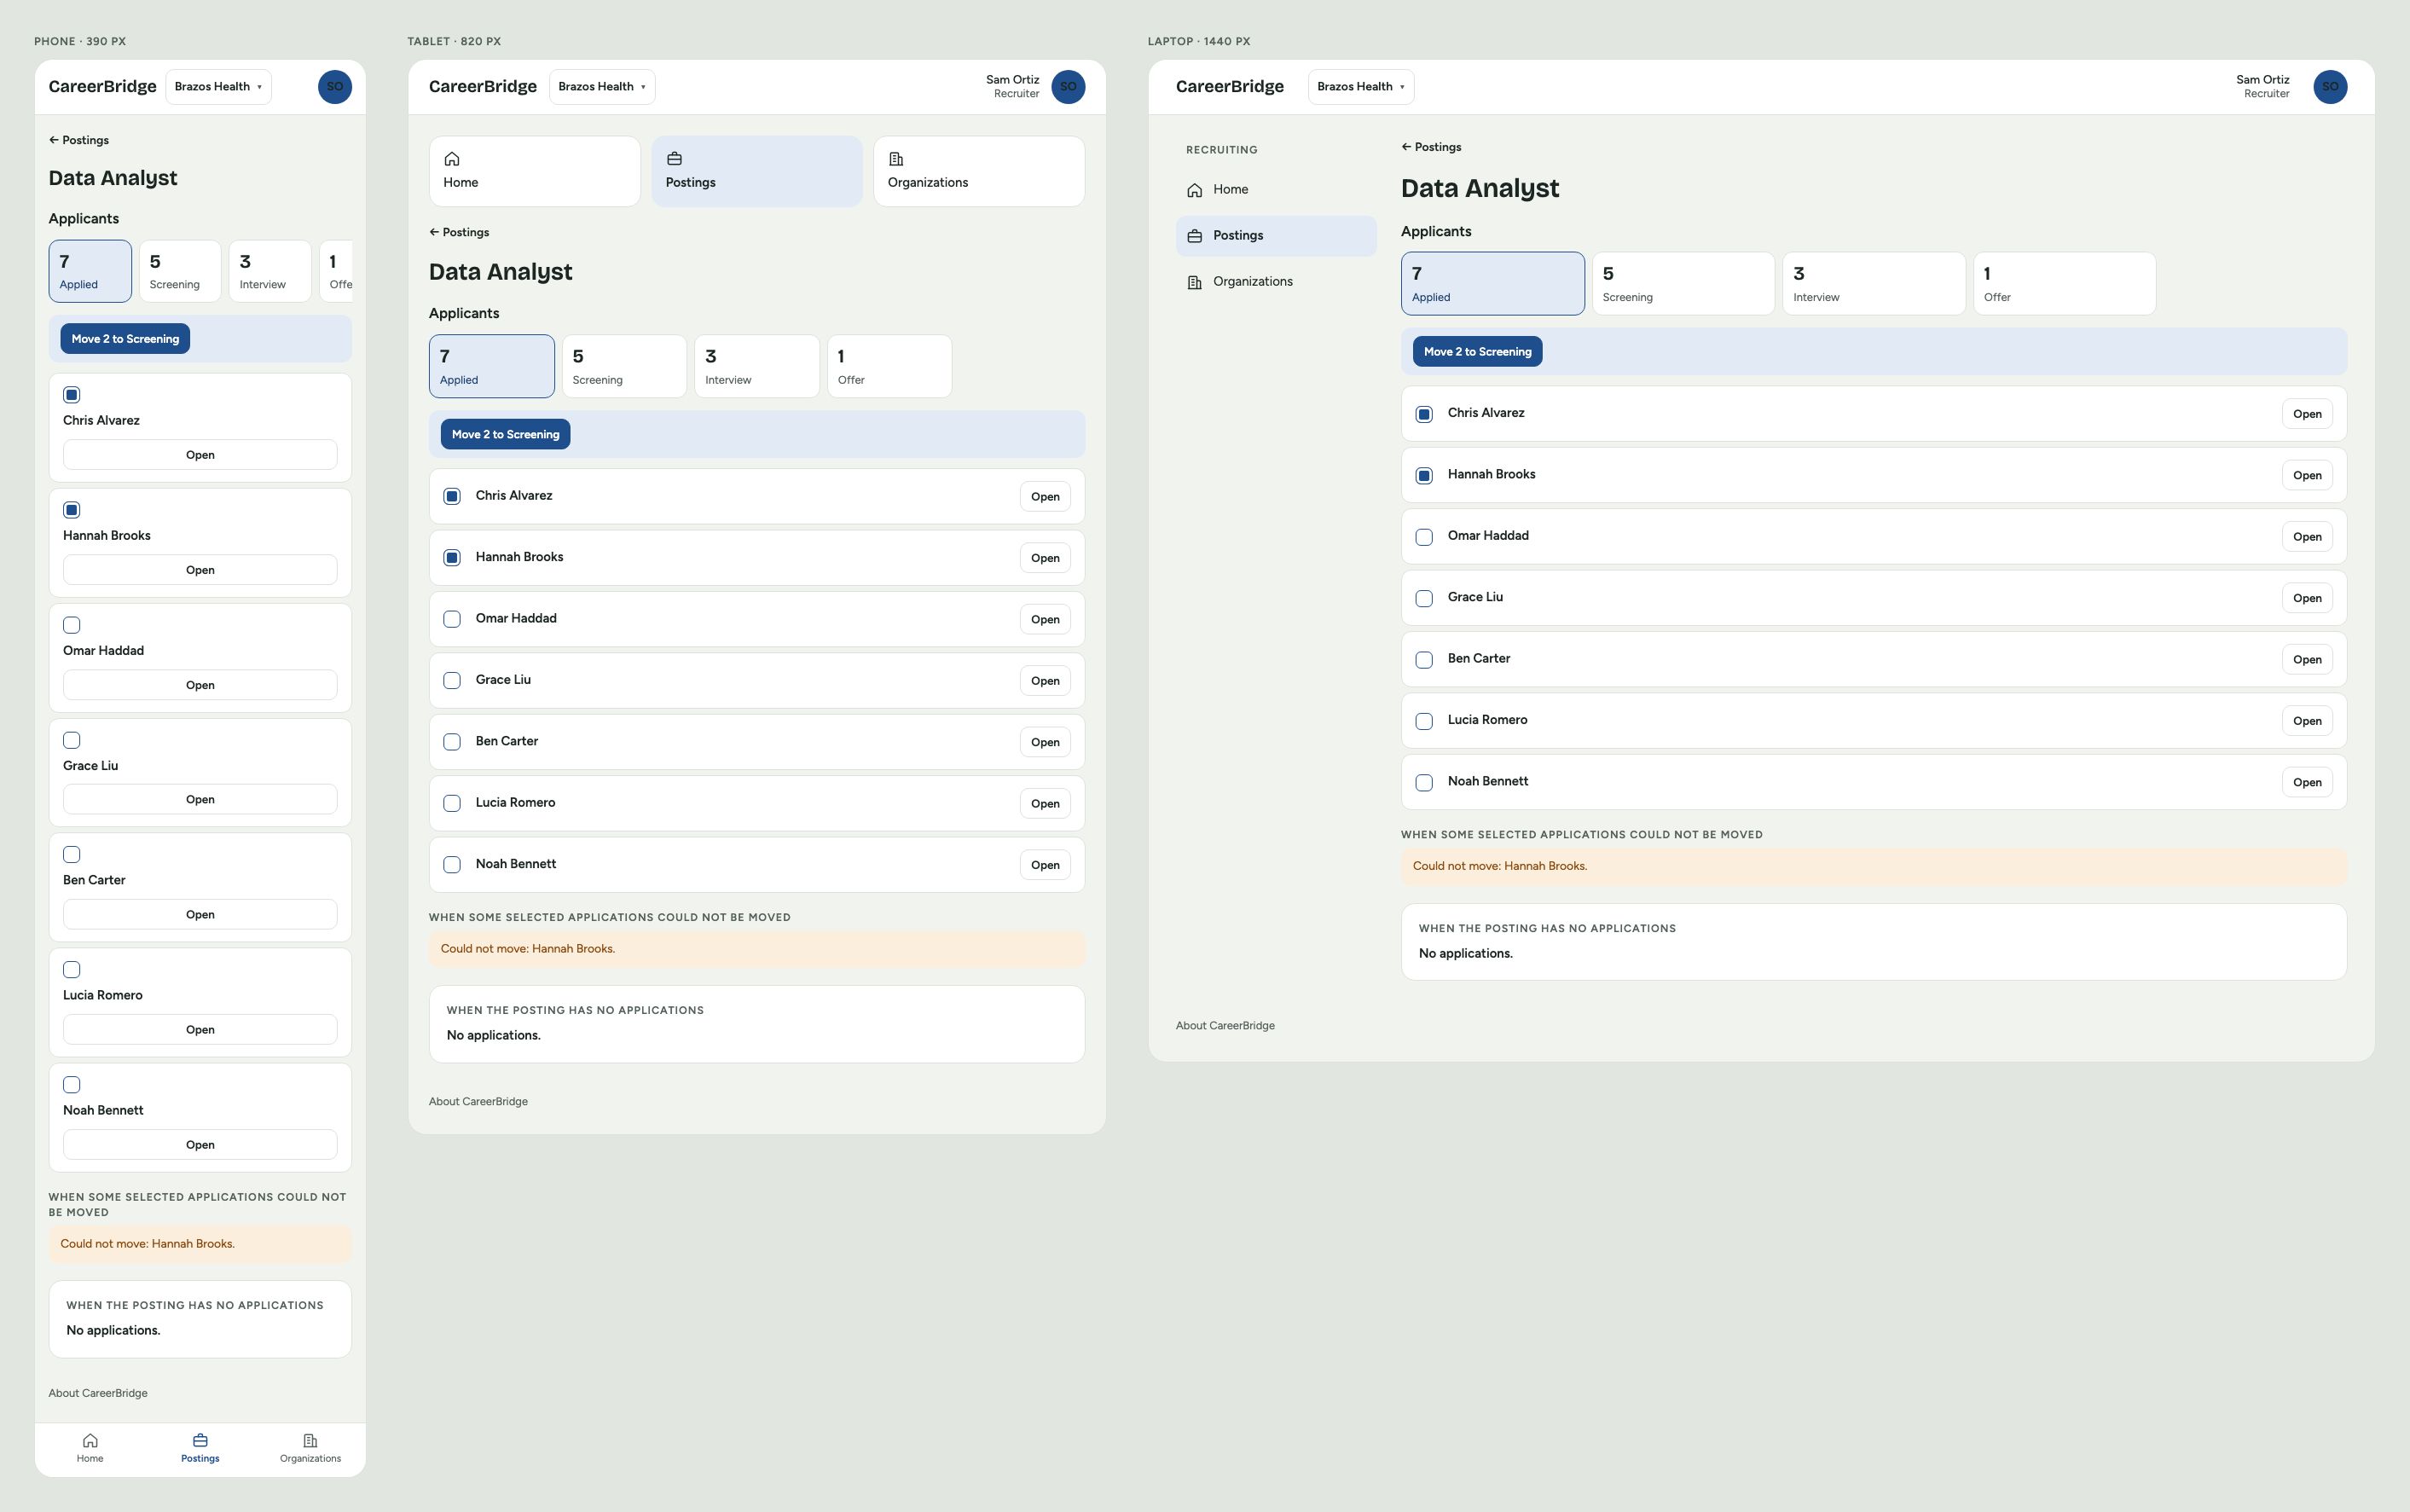 PHONE · 390 PX
CareerBridge
Brazos Health ▾
SO
← Postings
Data Analyst
Applicants
7
Applied
5
Screening
3
Interview
1
Offe
Move 2 to Screening
Chris Alvarez
Open
Hannah Brooks
Open
Omar Haddad
Open
Grace Liu
Open
Ben Carter
Open
Lucia Romero
Open
Noah Bennett
Open
WHEN SOME SELECTED APPLICATIONS COULD NOT
BE MOVED
Could not move: Hannah Brooks.
WHEN THE POSTING HAS NO APPLICATIONS
No applications.
About CareerBridge
Home
Postings
Organizations
TABLET · 820 PX
CareerBridge
Brazos Health ▾
Sam Ortiz
Recruiter
SO
Home
Postings
Organizations
← Postings
Data Analyst
Applicants
7
Applied
5
Screening
3
Interview
1
Offer
Move 2 to Screening
Chris Alvarez
Open
Hannah Brooks
Open
Omar Haddad
Open
Grace Liu
Open
Ben Carter
Open
Lucia Romero
Open
Noah Bennett
Open
WHEN SOME SELECTED APPLICATIONS COULD NOT BE MOVED
Could not move: Hannah Brooks.
WHEN THE POSTING HAS NO APPLICATIONS
No applications.
About CareerBridge
LAPTOP · 1440 PX
CareerBridge
Brazos Health ▾
Sam Ortiz
Recruiter
SO
RECRUITING
Home
Postings
Organizations
← Postings
Data Analyst
Applicants
7
Applied
5
Screening
3
Interview
1
Offer
Move 2 to Screening
Chris Alvarez
Open
Hannah Brooks
Open
Omar Haddad
Open
Grace Liu
Open
Ben Carter
Open
Lucia Romero
Open
Noah Bennett
Open
WHEN SOME SELECTED APPLICATIONS COULD NOT BE MOVED
Could not move: Hannah Brooks.
WHEN THE POSTING HAS NO APPLICATIONS
No applications.
About CareerBridge